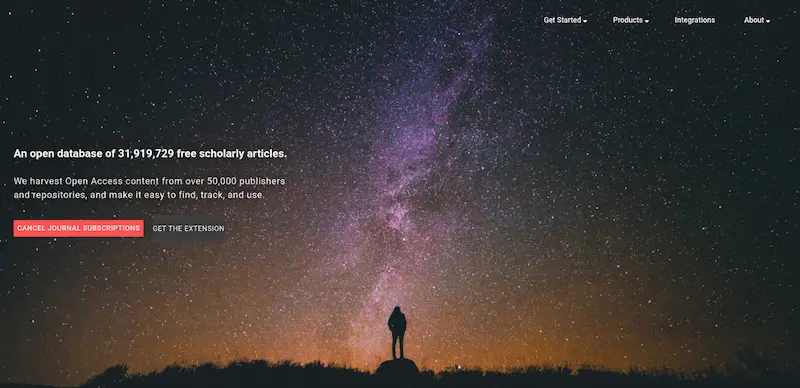 Get Started Products Integrations About
An open database of 31,919,729 free scholarly articles.
We harvest Open Access content from over 50,000 publishers
and repositories, and make it easy to find, track, and use.
CANCEL JOURNAL SUBSCRIPTIONS GET THE EXTENSION